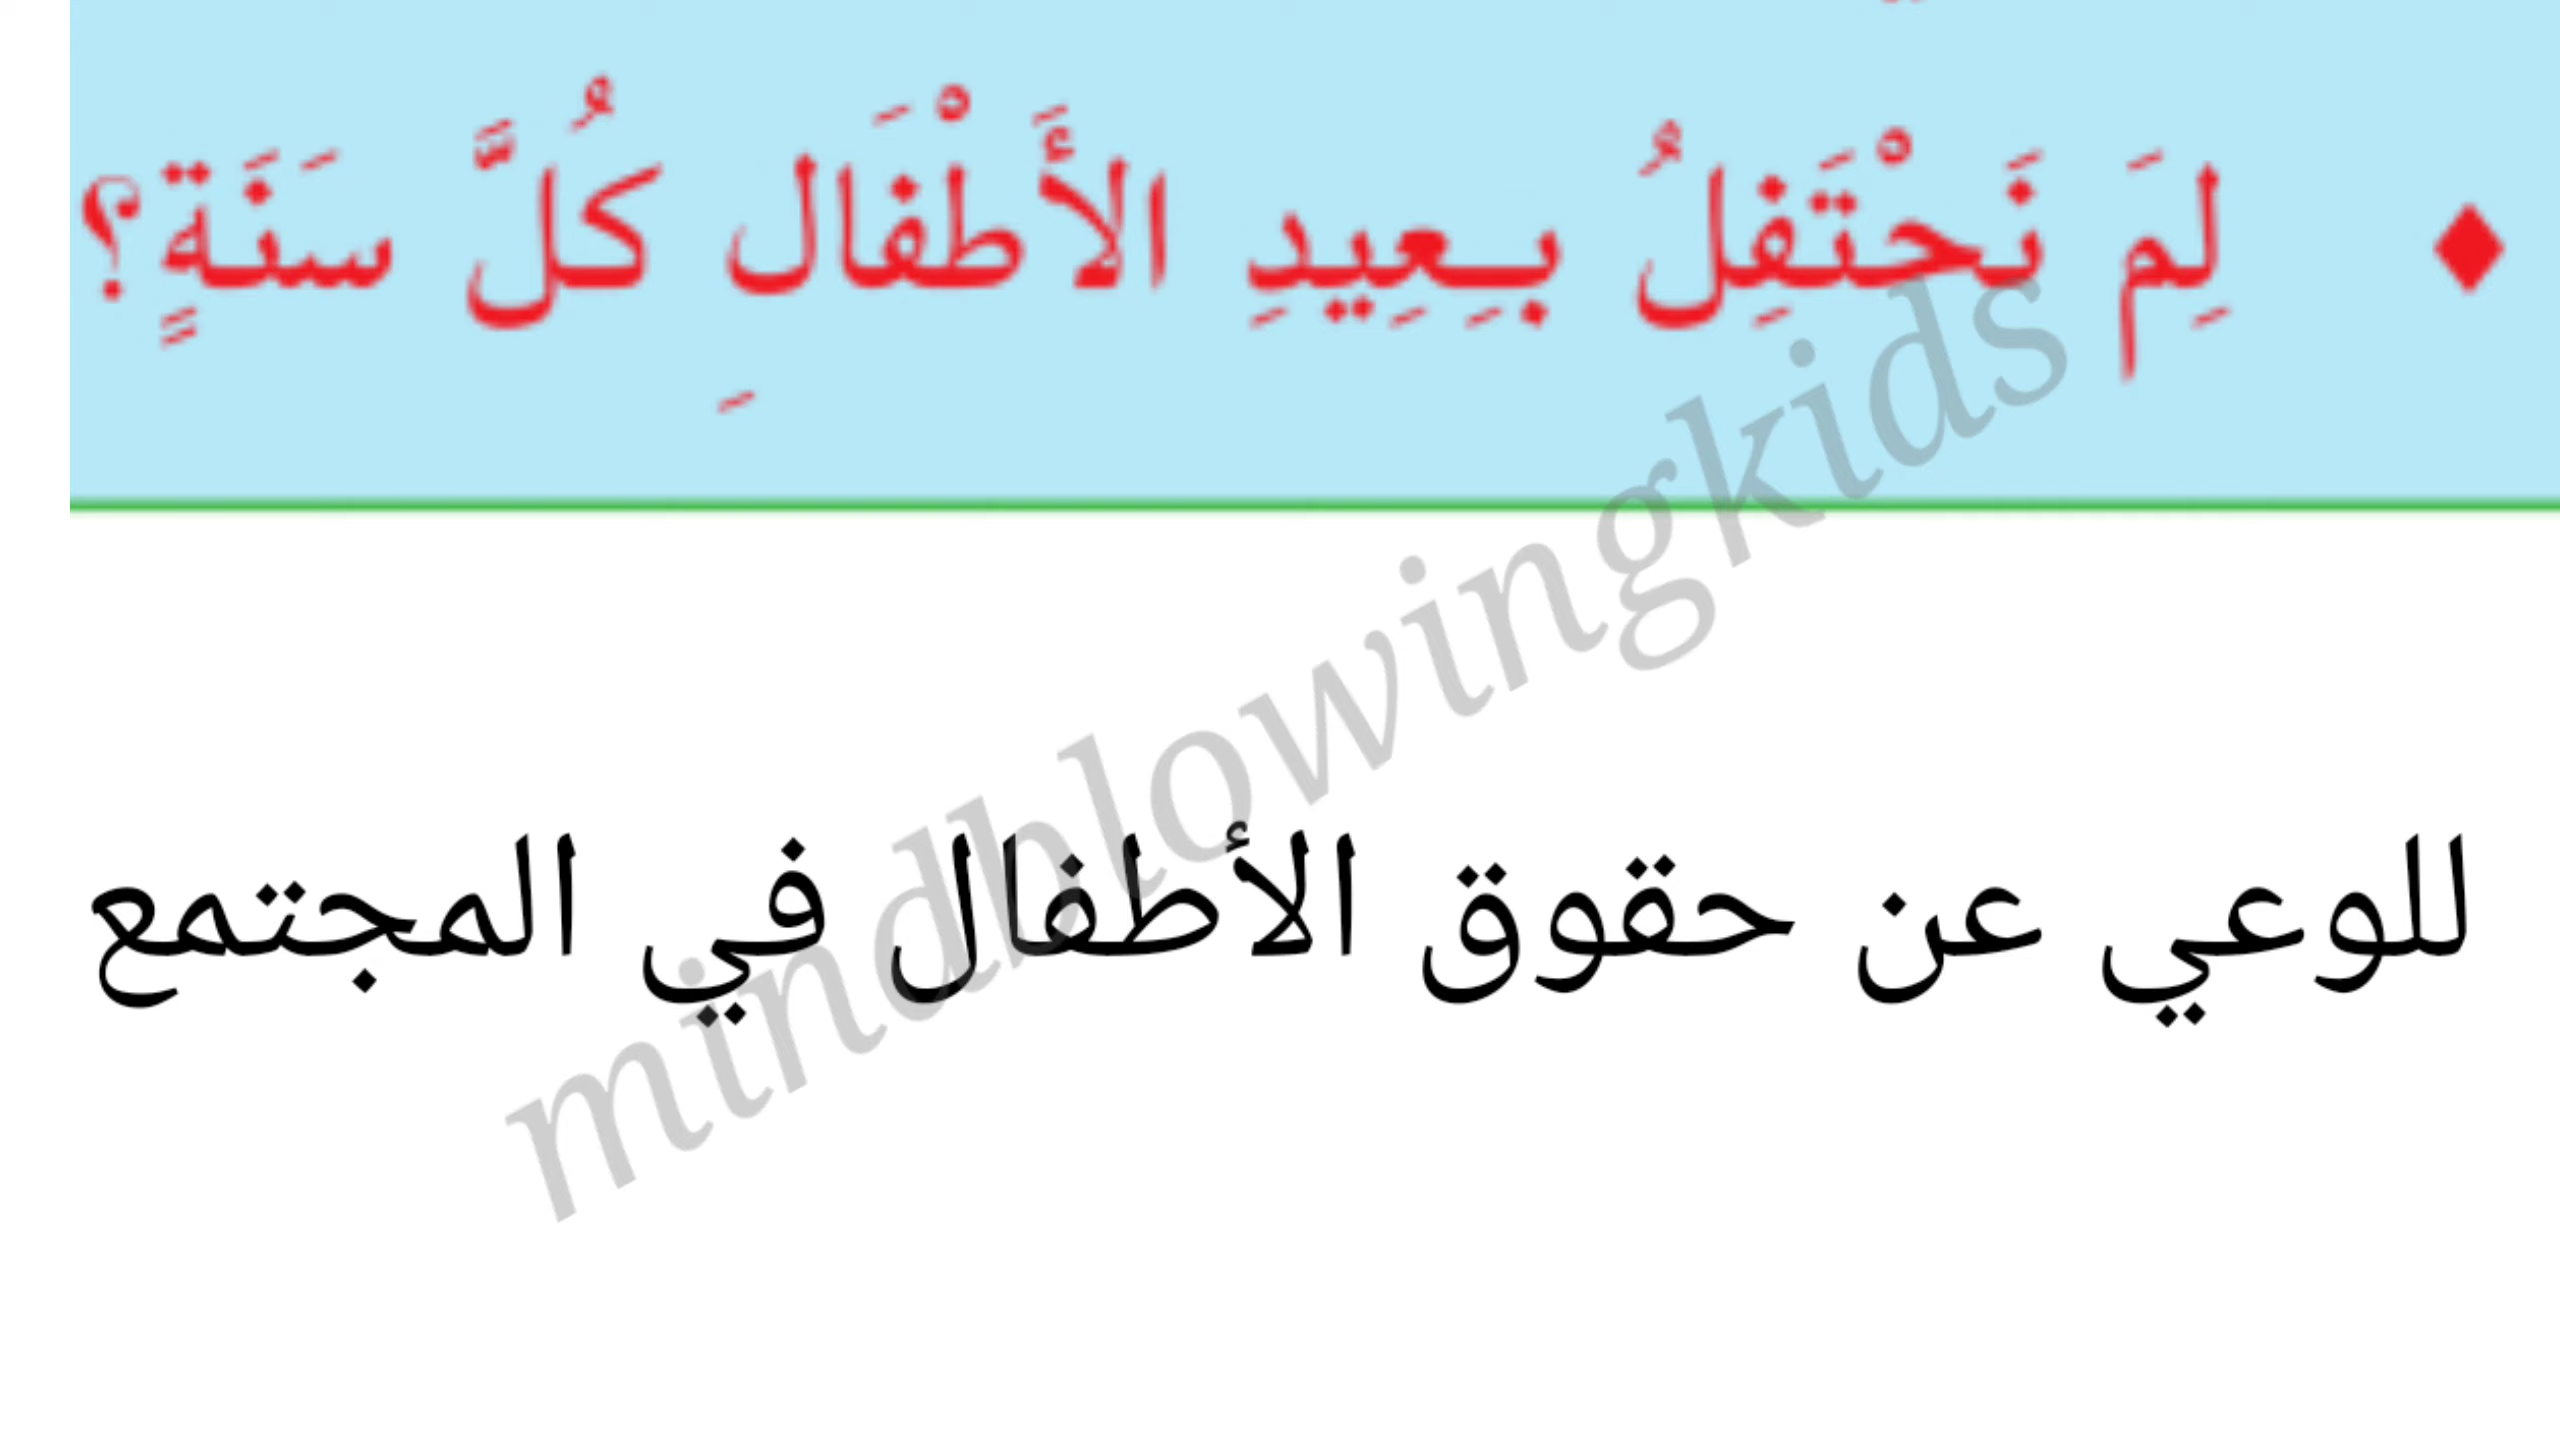 ♦ لِمَ نَحْتَفِلُ بِعِيدِ الأَطْفَالِ كُلَّ سَنَةٍ؟
للوعي عن حقوق الأطفال في المجتمع
mindblowingkids